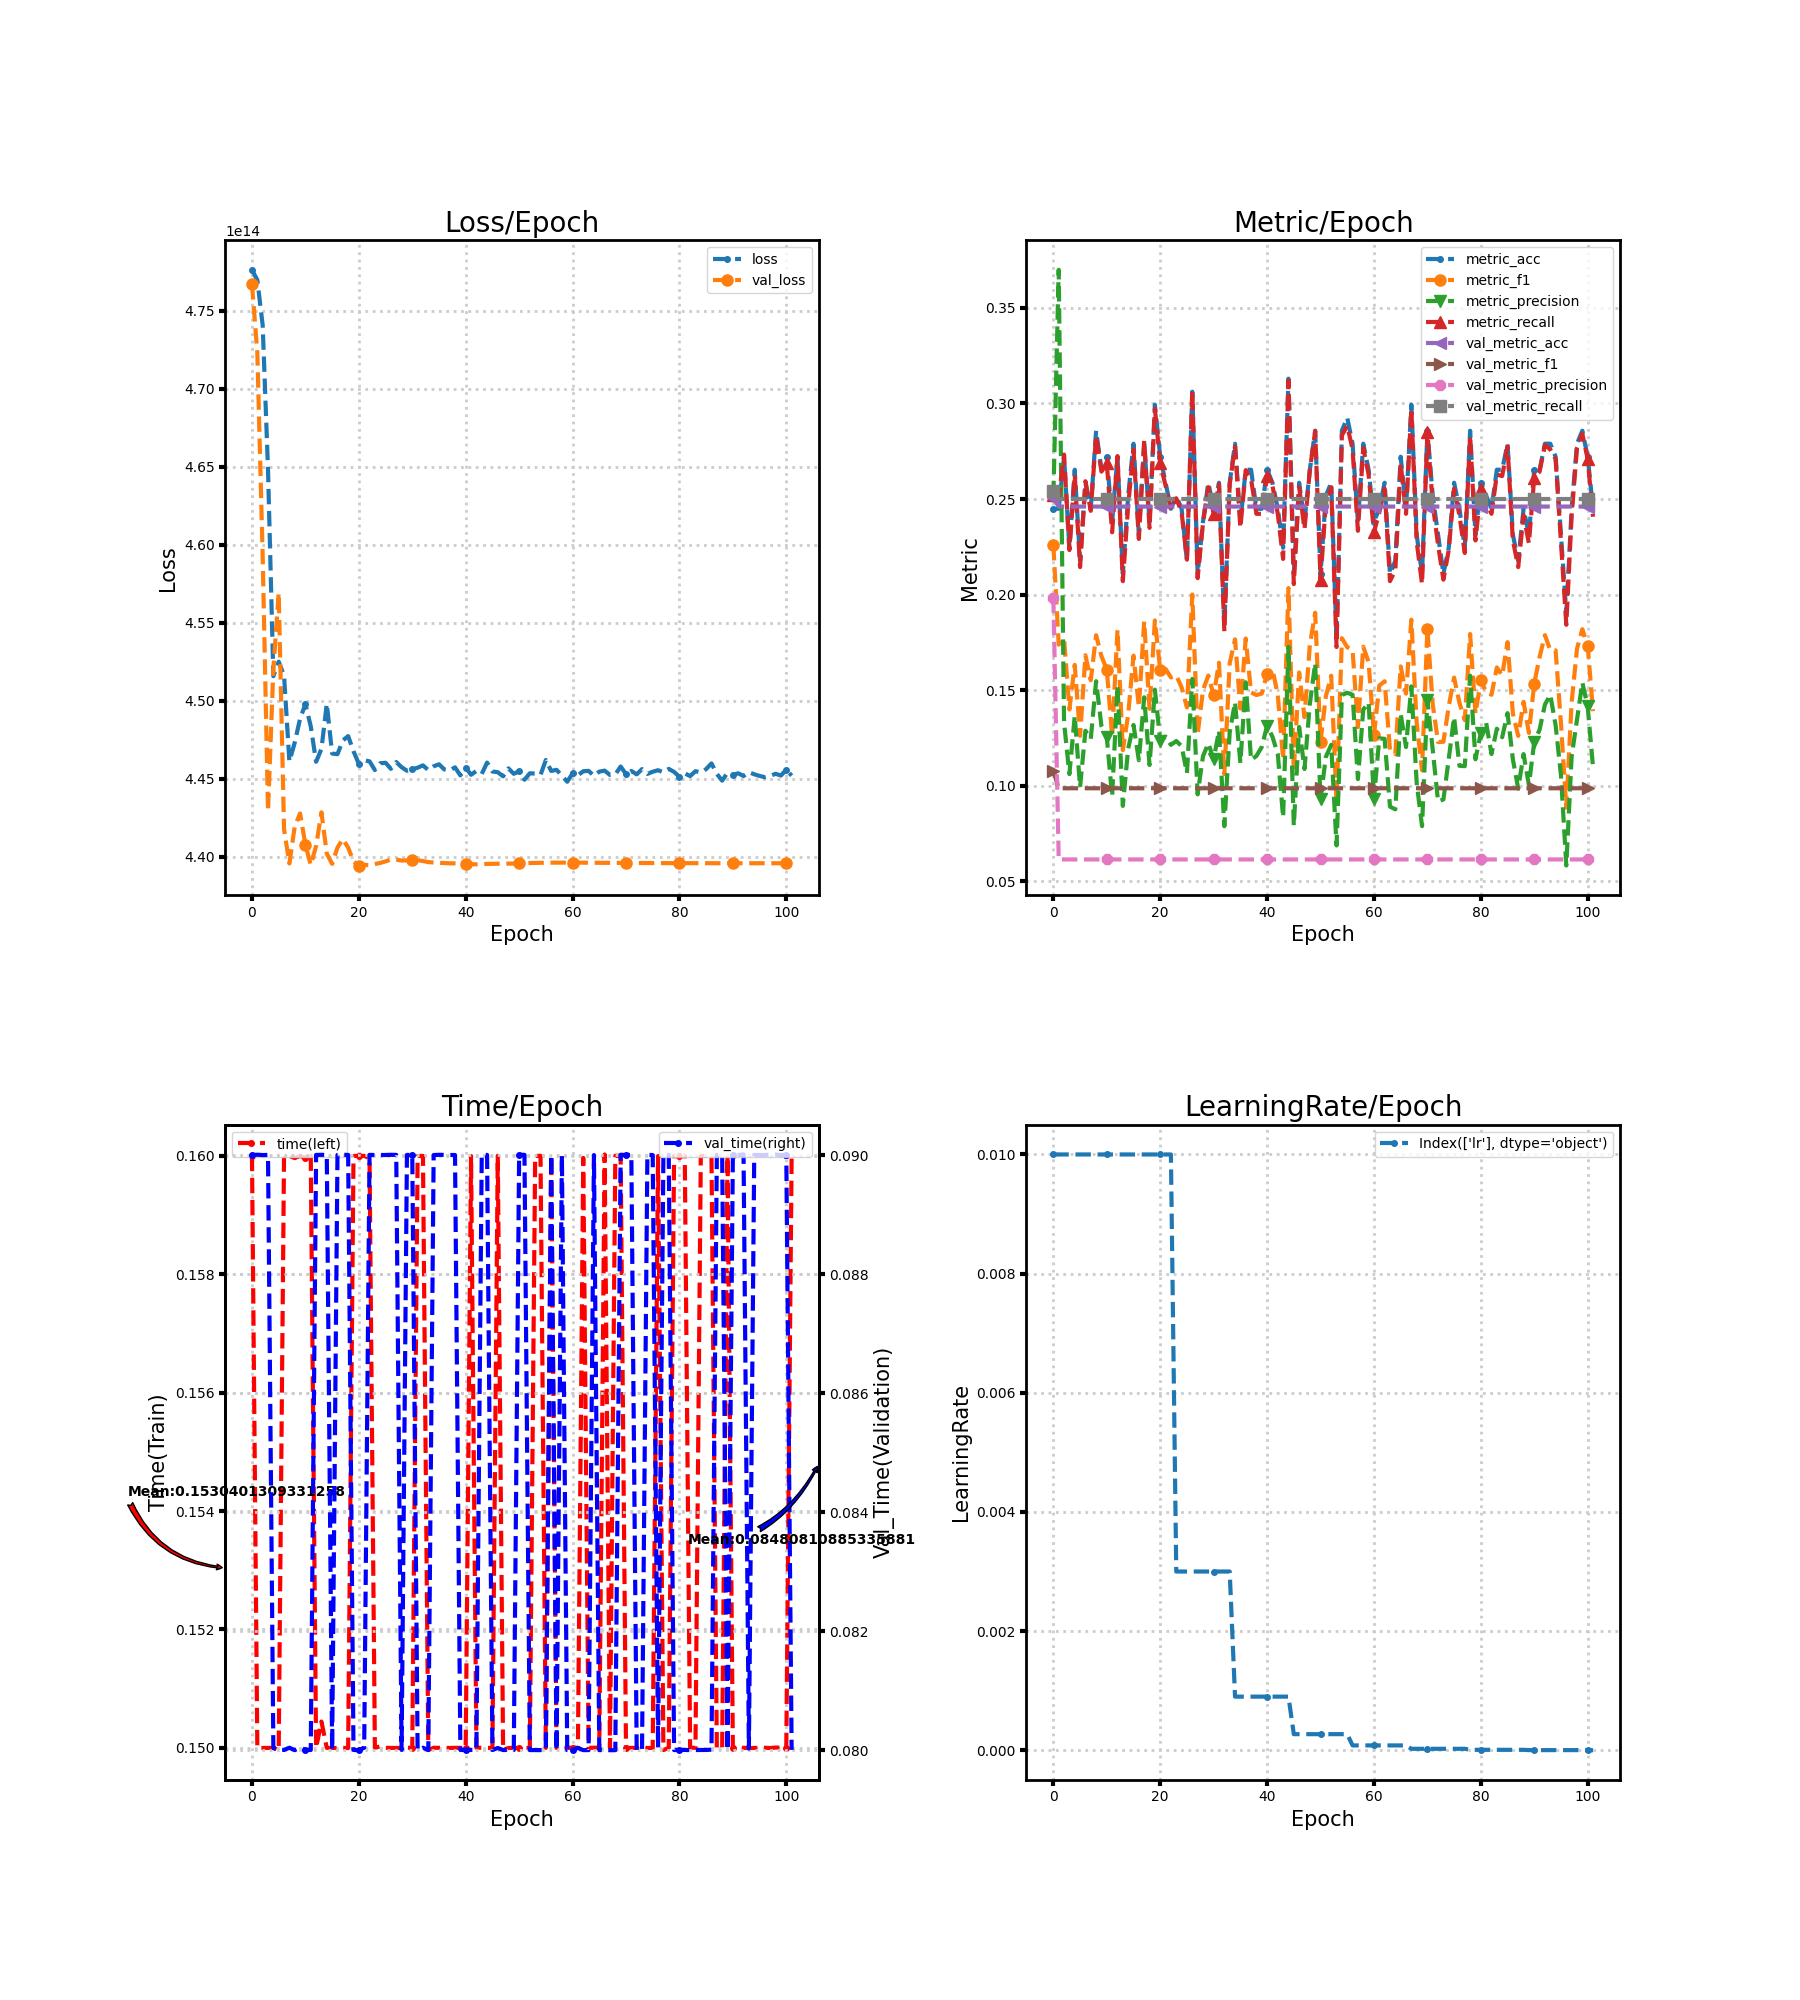 Loss/Epoch
1e14
loss
val_loss
4.75
4.70
4.65
4.60
4.55
4.50
4.45
4.40
Loss
0 20 40 60 80 100
Epoch
Metric/Epoch
metric_acc
metric_f1
metric_precision
metric_recall
val_metric_acc
val_metric_f1
val_metric_precision
val_metric_recall
0.35
0.30
0.25
0.20
0.15
0.10
0.05
Metric
0 20 40 60 80 100
Epoch
Time/Epoch
time(left)
val_time(right)
0.160
0.158
0.156
0.154
0.152
0.150
Time(Train)
Mean:0.1530401309331258
0.090
0.088
0.086
0.084
0.082
0.080
Val_Time(Validation)
Mean:0.08480810885335881
0 20 40 60 80 100
Epoch
LearningRate/Epoch
Index(['lr'], dtype='object')
0.010
0.008
0.006
0.004
0.002
0.000
LearningRate
0 20 40 60 80 100
Epoch